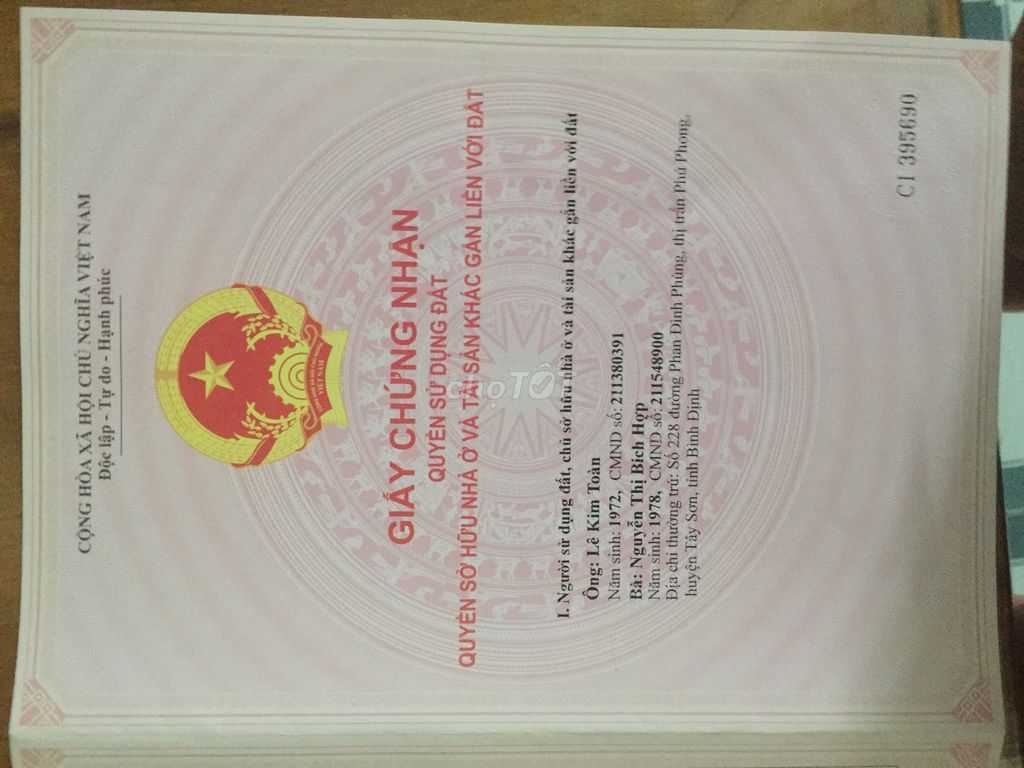 CỘNG HÒA XÃ HỘI CHỦ NGHĨA VIỆT NAM
Độc lập - Tự do - Hạnh phúc
VIỆT NAM
GIẤY CHỨNG NHẬN
QUYỀN SỬ DỤNG ĐẤT
QUYỀN SỞ HỮU NHÀ Ở VÀ TÀI SẢN KHÁC GẮN LIỀN VỚI ĐẤT
chợTỐT
I. Người sử dụng đất, chủ sở hữu nhà ở và tài sản khác gắn liền với đất
Ông: Lê Kim Toàn
Năm sinh: 1972, CMND số: 211380391
Bà: Nguyễn Thị Bích Hợp
Năm sinh: 1978, CMND số: 211548900
Địa chỉ thường trú: Số 228 đường Phan Đình Phùng, thị trấn Phú Phong,
huyện Tây Sơn, tỉnh Bình Định
CI 395690